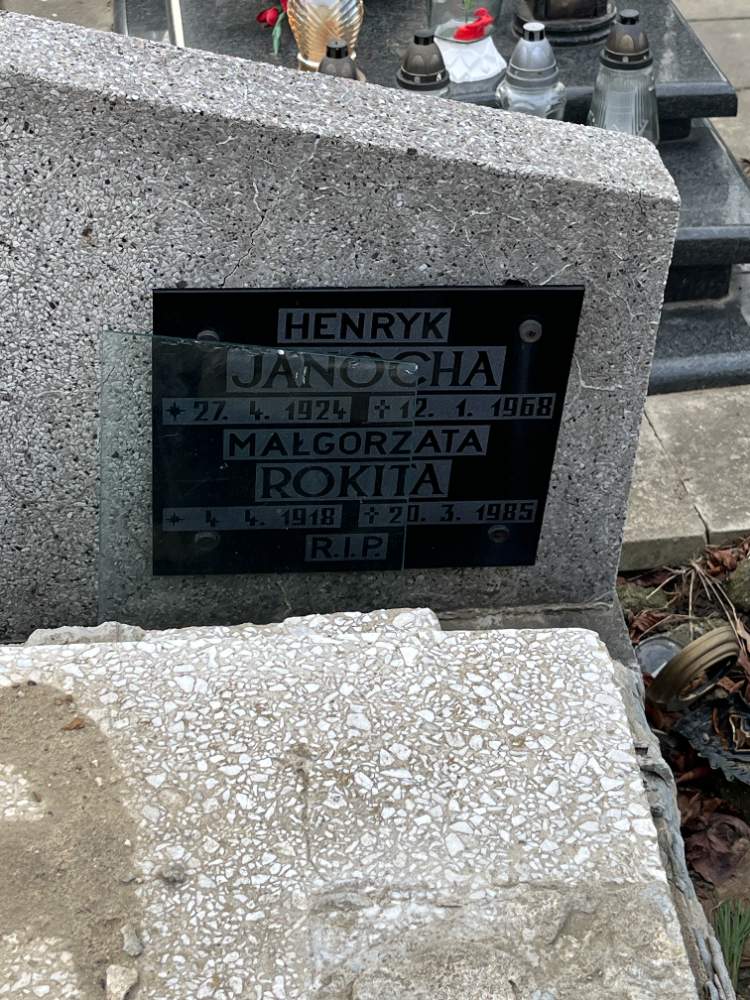 HENRYK
JANOCHA
* 27. 4. 1924 ✝ 12. 1. 1968
MAŁGORZATA
ROKITA
* 4. 4. 1918 ✝ 20. 3. 1985
R.I.P.